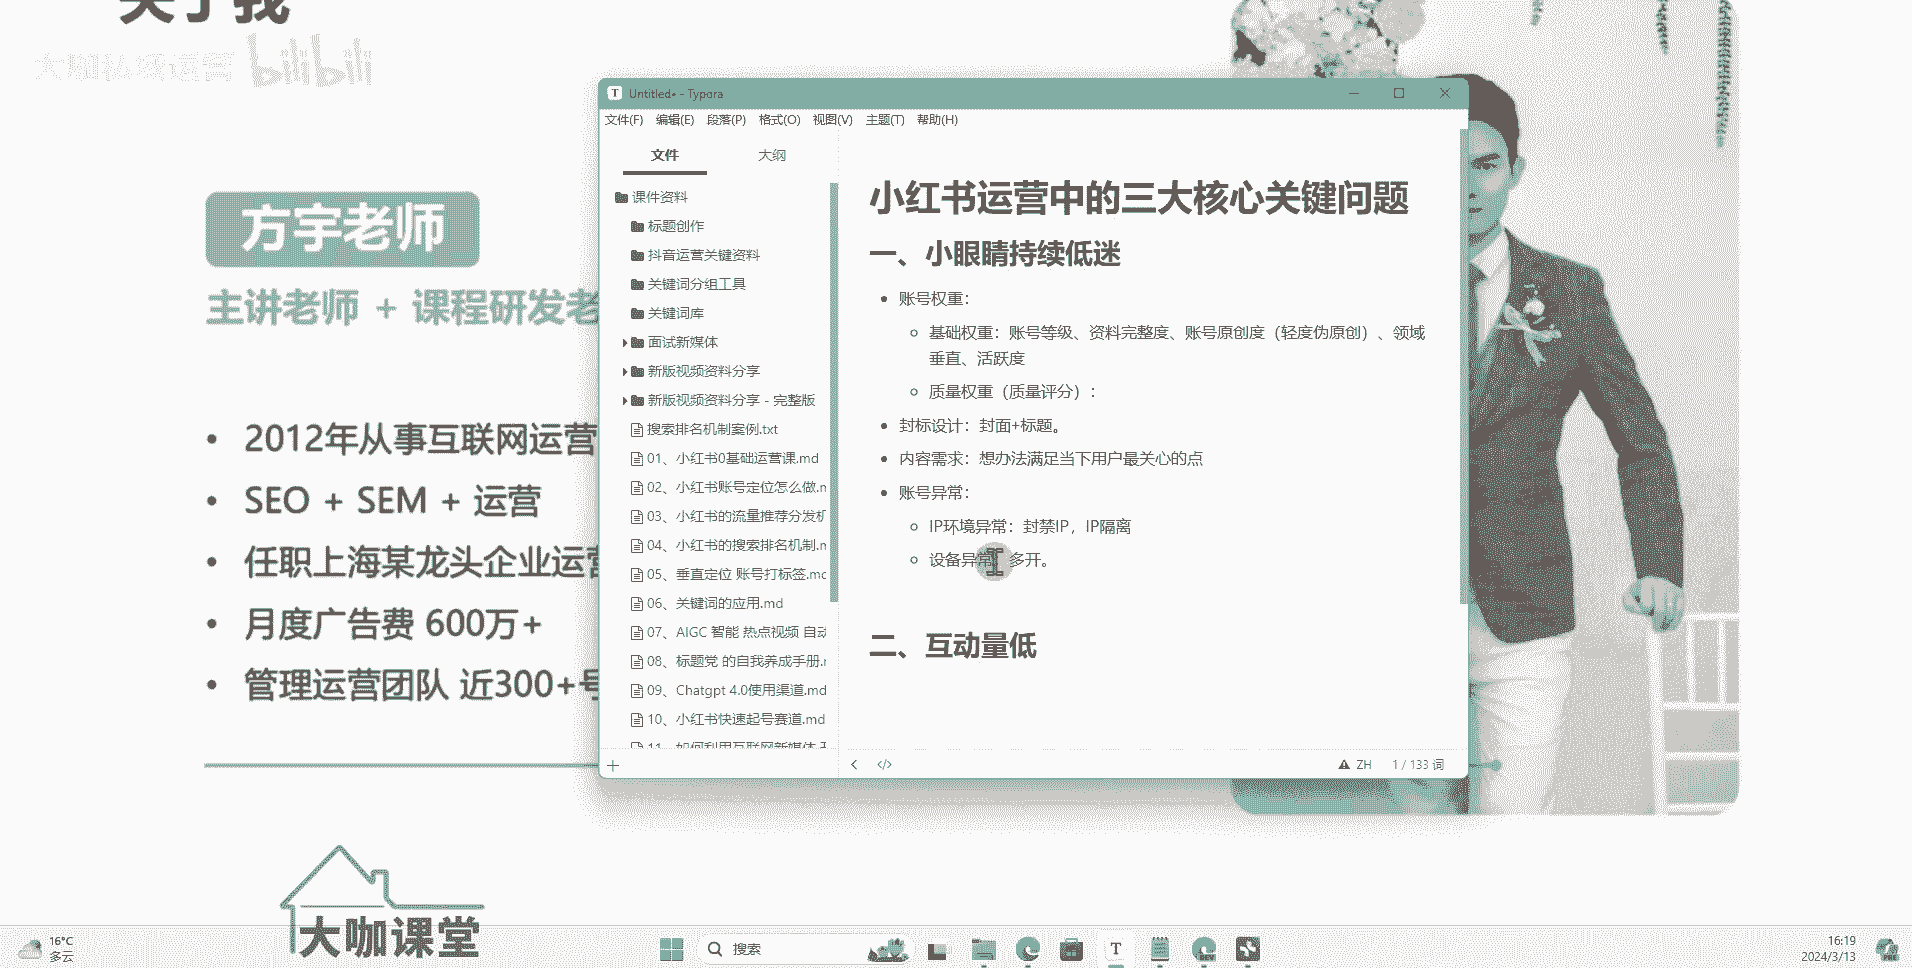 关于我
大咖私域运营 bilibili
方宇老师
主讲老师 + 课程研发老
• 2012年从事互联网运营
• SEO + SEM + 运营
• 任职上海某龙头企业运营
• 月度广告费 600万+
• 管理运营团队 近300+号
大咖课堂
Untitled• - Typora
文件(F) 编辑(E) 段落(P) 格式(O) 视图(V) 主题(T) 帮助(H)
文件 大纲
课件资料
标题创作
抖音运营关键资料
关键词分组工具
关键词库
面试新媒体
新版视频资料分享
新版视频资料分享 - 完整版
搜索排名机制案例.txt
01、小红书0基础运营课.md
02、小红书账号定位怎么做.m
03、小红书的流量推荐分发机
04、小红书的搜索排名机制.m
05、垂直定位 账号打标签.mc
06、关键词的应用.md
07、AIGC 智能 热点视频 自动
08、标题党 的自我养成手册.m
09、Chatgpt 4.0使用渠道.md
10、小红书快速起号赛道.md
11、如何利用互联网新媒体
小红书运营中的三大核心关键问题
一、小眼睛持续低迷
• 账号权重：
◦ 基础权重：账号等级、资料完整度、账号原创度（轻度伪原创）、领域
垂直、活跃度
◦ 质量权重（质量评分）：
• 封标设计：封面+标题。
• 内容需求：想办法满足当下用户最关心的点
• 账号异常：
◦ IP环境异常：封禁IP，IP隔离
◦ 设备异常：多开。
二、互动量低
ZH 1 / 133 词
16°C
多云
搜索
16:19
2024/3/13